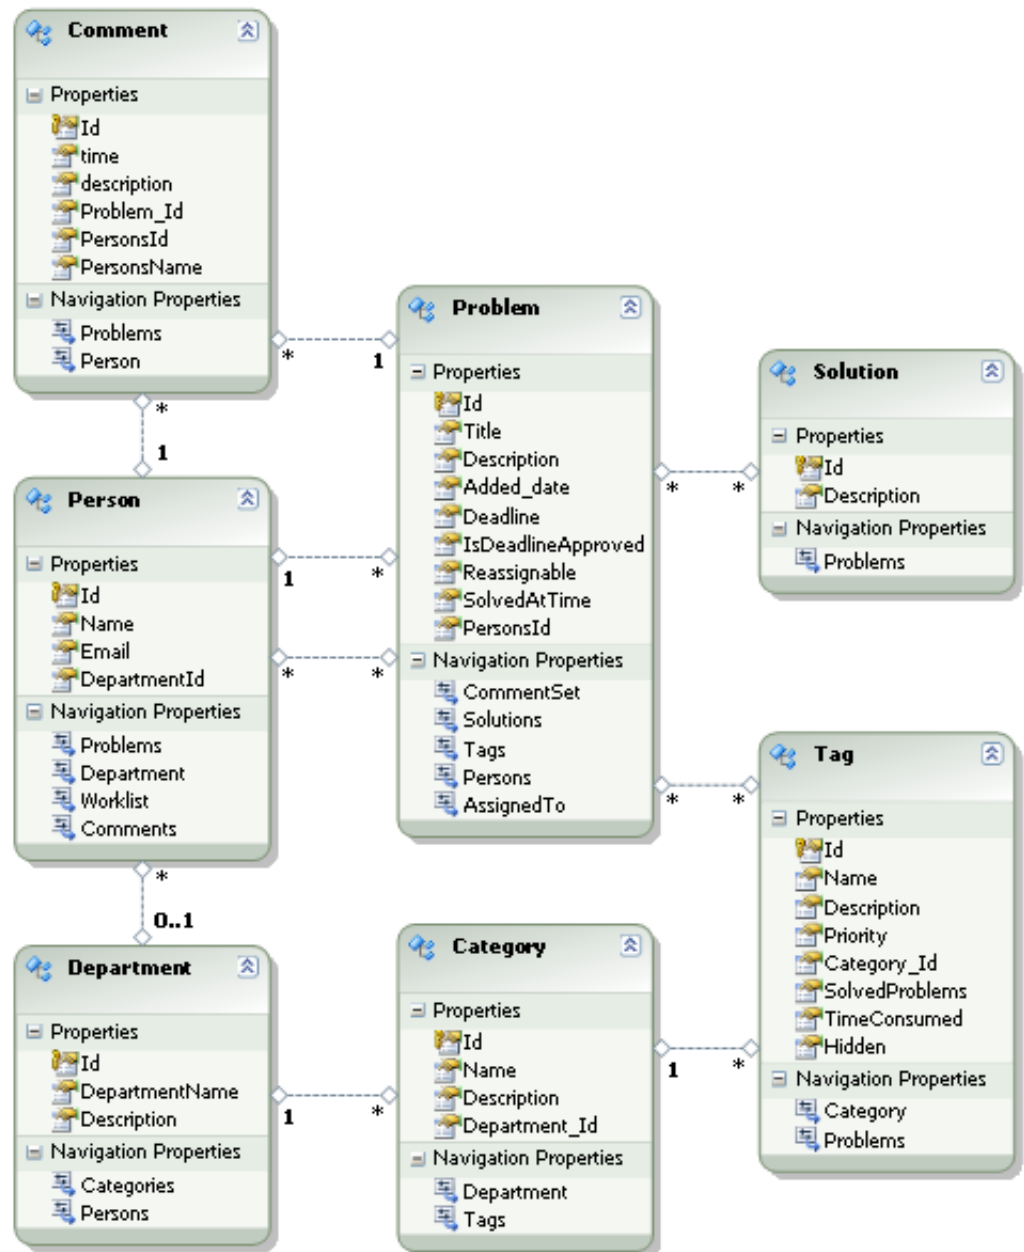 Comment
Properties
Id
time
description
Problem_Id
PersonsId
PersonsName
Navigation Properties
Problems
Person
* 1
*
1
Problem
Properties
Id
Title
Description
Added_date
Deadline
IsDeadlineApproved
Reassignable
SolvedAtTime
PersonsId
Navigation Properties
CommentSet
Solutions
Tags
Persons
AssignedTo
* *
Solution
Properties
Id
Description
Navigation Properties
Problems
Person
Properties
Id
Name
Email
DepartmentId
Navigation Properties
Problems
Department
Worklist
Comments
1 *
* *
* *
*
0..1
Tag
Properties
Id
Name
Description
Priority
Category_Id
SolvedProblems
TimeConsumed
Hidden
Navigation Properties
Category
Problems
Department
Properties
Id
DepartmentName
Description
Navigation Properties
Categories
Persons
1 *
Category
Properties
Id
Name
Description
Department_Id
Navigation Properties
Department
Tags
1 *